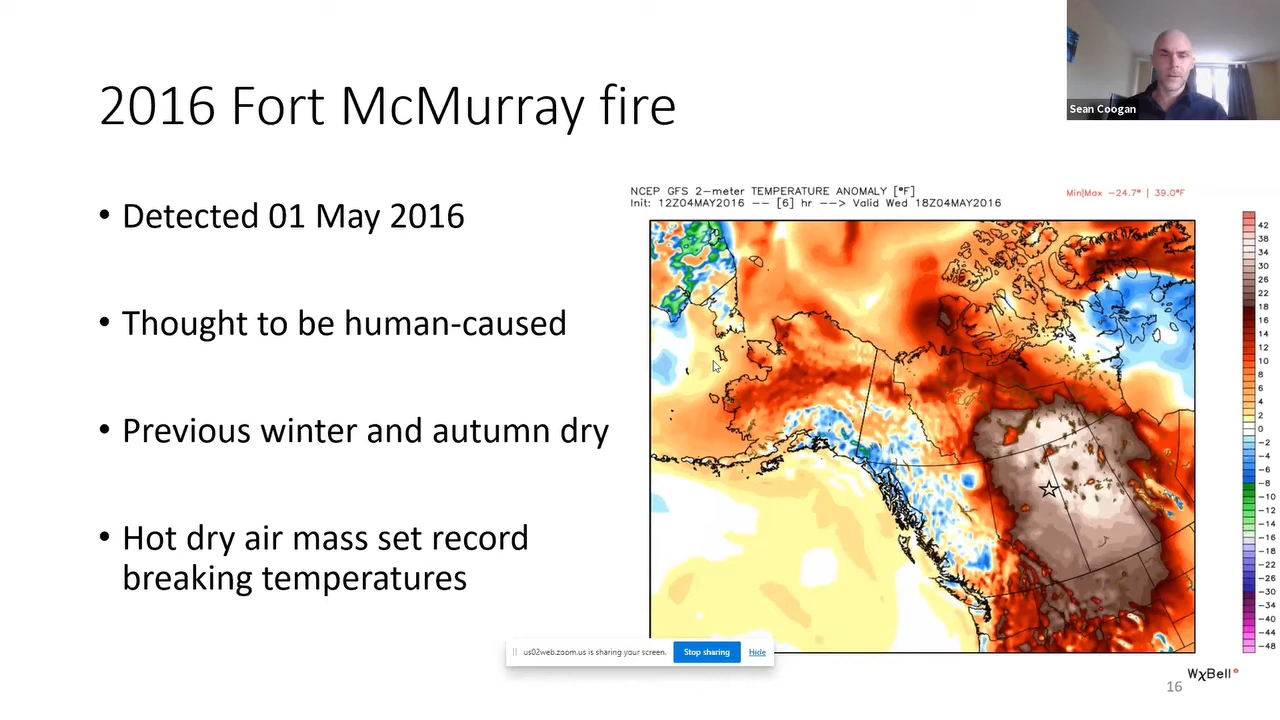 Sean Coogan
2016 Fort McMurray fire
• Detected 01 May 2016
• Thought to be human-caused
• Previous winter and autumn dry
• Hot dry air mass set record
breaking temperatures
NCEP GFS 2-meter TEMPERATURE ANOMALY [°F]
Init: 12Z04MAY2016 -- [6] hr --> Valid Wed 18Z04MAY2016
Min|Max -24.7° | 39.0°F
42
38
34
30
26
22
18
16
14
12
10
8
6
4
2
0
-2
-4
-6
-8
-10
-12
-14
-16
-18
-22
-26
-30
-34
-40
-44
-48
us02web.zoom.us is sharing your screen.
Stop sharing
Hide
WxBell
16